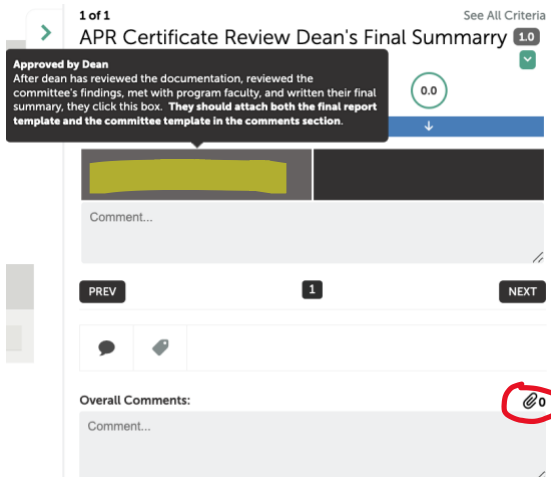 1 of 1
See All Criteria
APR Certificate Review Dean's Final Summarry 1.0
Approved by Dean
After dean has reviewed the documentation, reviewed the
committee's findings, met with program faculty, and written their final
summary, they click this box. They should attach both the final report
template and the committee template in the comments section.
0.0
Comment...
PREV
1
NEXT
Overall Comments:
0
Comment...